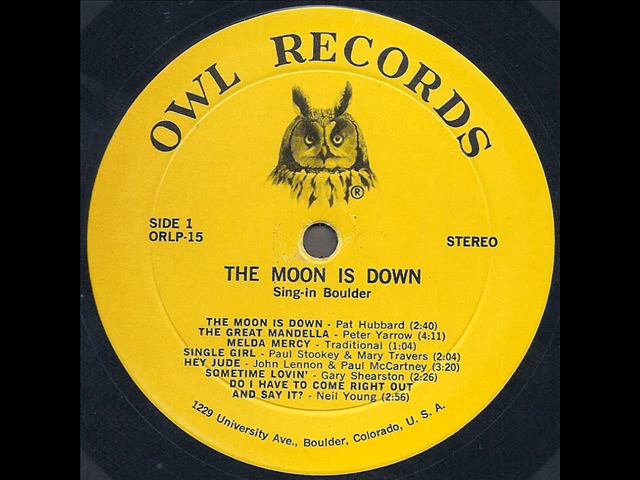 OWL RECORDS
®
SIDE 1
ORLP-15
STEREO
THE MOON IS DOWN
Sing-in Boulder
THE MOON IS DOWN - Pat Hubbard (2:40)
THE GREAT MANDELLA - Peter Yarrow (4:11)
MELDA MERCY - Traditional (1:04)
SINGLE GIRL - Paul Stookey & Mary Travers (2:04)
HEY JUDE - John Lennon & Paul McCartney (3:20)
SOMETIME LOVIN' - Gary Shearston (2:26)
DO I HAVE TO COME RIGHT OUT
AND SAY IT? - Neil Young (2:56)
1229 University Ave., Boulder, Colorado, U. S. A.